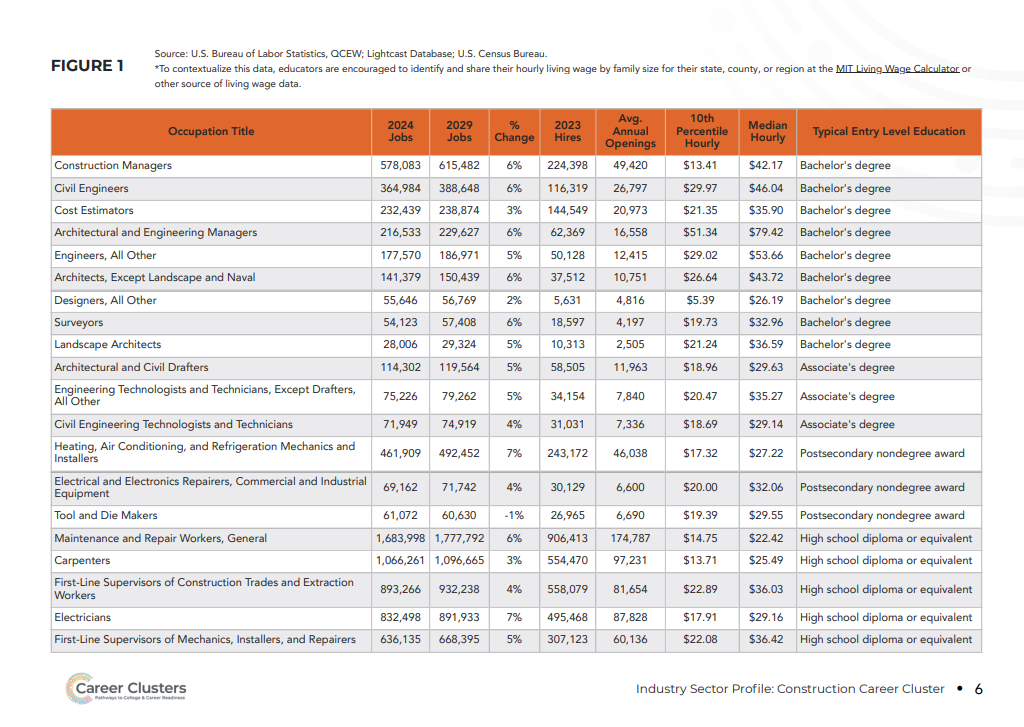 FIGURE 1
Source: U.S. Bureau of Labor Statistics, QCEW; Lightcast Database; U.S. Census Bureau.
*To contextualize this data, educators are encouraged to identify and share their hourly living wage by family size for their state, county, or region at the MIT Living Wage Calculator or
other source of living wage data.
Occupation Title 2024 Jobs 2029 Jobs % Change 2023 Hires Avg. Annual Openings 10th Percentile Hourly Median Hourly Typical Entry Level Education
Construction Managers 578,083 615,482 6% 224,398 49,420 $13.41 $42.17 Bachelor's degree
Civil Engineers 364,984 388,648 6% 116,319 26,797 $29.97 $46.04 Bachelor's degree
Cost Estimators 232,439 238,874 3% 144,549 20,973 $21.35 $35.90 Bachelor's degree
Architectural and Engineering Managers 216,533 229,627 6% 62,369 16,558 $51.34 $79.42 Bachelor's degree
Engineers, All Other 177,570 186,971 5% 50,128 12,415 $29.02 $53.66 Bachelor's degree
Architects, Except Landscape and Naval 141,379 150,439 6% 37,512 10,751 $26.64 $43.72 Bachelor's degree
Designers, All Other 55,646 56,769 2% 5,631 4,816 $5.39 $26.19 Bachelor's degree
Surveyors 54,123 57,408 6% 18,597 4,197 $19.73 $32.96 Bachelor's degree
Landscape Architects 28,006 29,324 5% 10,313 2,505 $21.24 $36.59 Bachelor's degree
Architectural and Civil Drafters 114,302 119,564 5% 58,505 11,963 $18.96 $29.63 Associate's degree
Engineering Technologists and Technicians, Except Drafters,
All Other 75,226 79,262 5% 34,154 7,840 $20.47 $35.27 Associate's degree
Civil Engineering Technologists and Technicians 71,949 74,919 4% 31,031 7,336 $18.69 $29.14 Associate's degree
Heating, Air Conditioning, and Refrigeration Mechanics and
Installers 461,909 492,452 7% 243,172 46,038 $17.32 $27.22 Postsecondary nondegree award
Electrical and Electronics Repairers, Commercial and Industrial
Equipment 69,162 71,742 4% 30,129 6,600 $20.00 $32.06 Postsecondary nondegree award
Tool and Die Makers 61,072 60,630 -1% 26,965 6,690 $19.39 $29.55 Postsecondary nondegree award
Maintenance and Repair Workers, General 1,683,998 1,777,792 6% 906,413 174,787 $14.75 $22.42 High school diploma or equivalent
Carpenters 1,066,261 1,096,665 3% 554,470 97,231 $13.71 $25.49 High school diploma or equivalent
First-Line Supervisors of Construction Trades and Extraction
Workers 893,266 932,238 4% 558,079 81,654 $22.89 $36.03 High school diploma or equivalent
Electricians 832,498 891,933 7% 495,468 87,828 $17.91 $29.16 High school diploma or equivalent
First-Line Supervisors of Mechanics, Installers, and Repairers 636,135 668,395 5% 307,123 60,136 $22.08 $36.42 High school diploma or equivalent
Career Clusters
Pathways to College & Career Readiness
Industry Sector Profile: Construction Career Cluster • 6